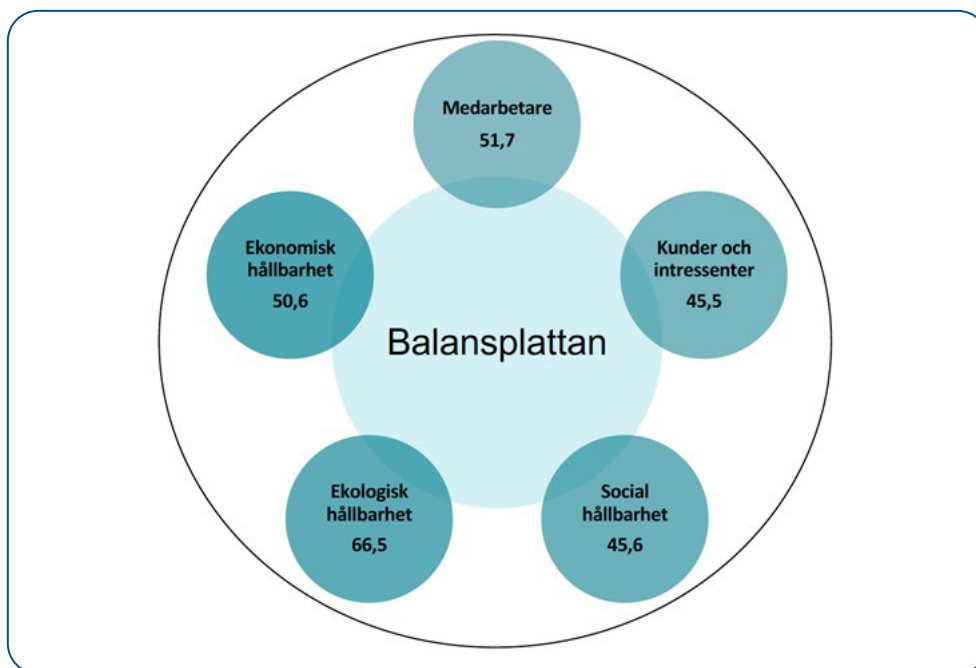 Medarbetare
51,7
Ekonomisk
hållbarhet
50,6
Kunder och
intressenter
45,5
Balansplattan
Ekologisk
hållbarhet
66,5
Social
hållbarhet
45,6